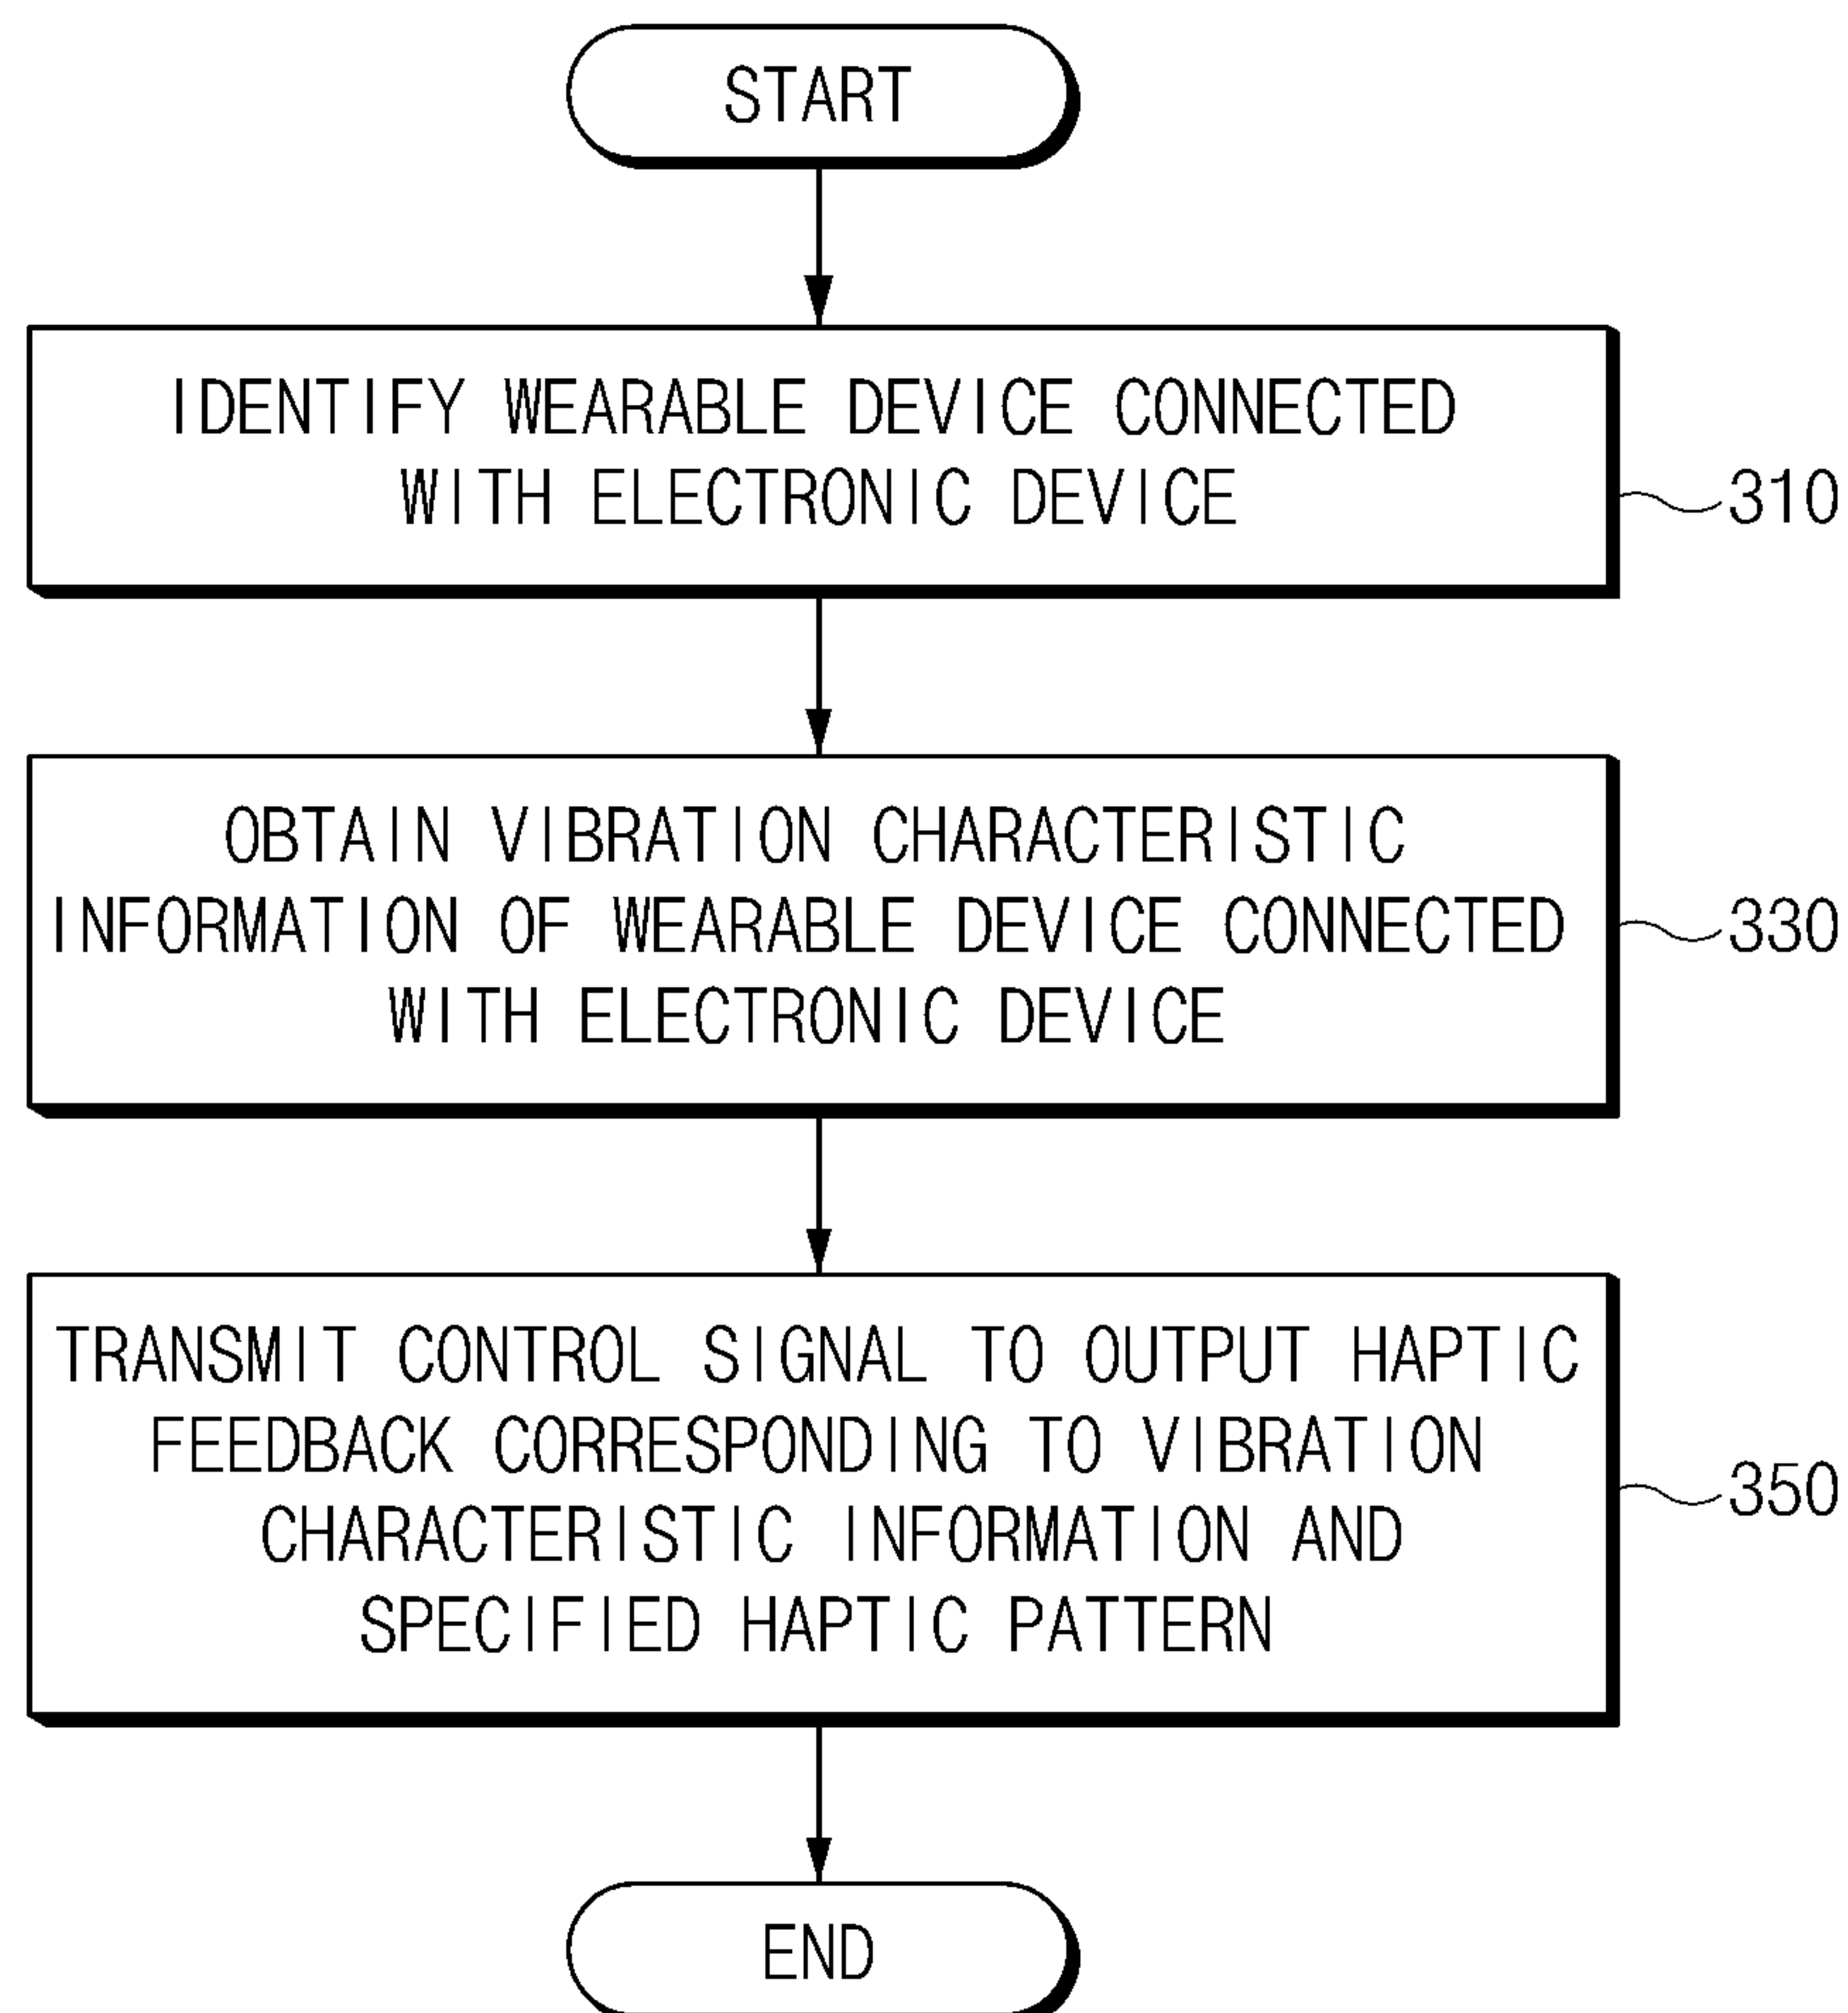 START
IDENTIFY WEARABLE DEVICE CONNECTED
WITH ELECTRONIC DEVICE
310
OBTAIN VIBRATION CHARACTERISTIC
INFORMATION OF WEARABLE DEVICE CONNECTED
WITH ELECTRONIC DEVICE
330
TRANSMIT CONTROL SIGNAL TO OUTPUT HAPTIC
FEEDBACK CORRESPONDING TO VIBRATION
CHARACTERISTIC INFORMATION AND
SPECIFIED HAPTIC PATTERN
350
END